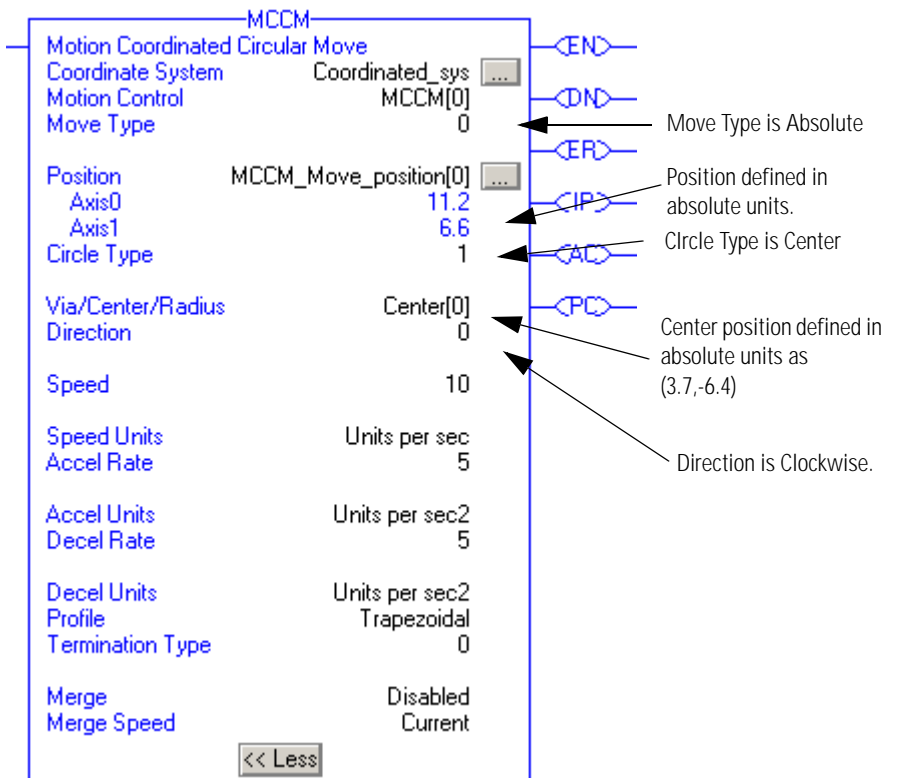 MCCM
Motion Coordinated Circular Move
Coordinate System Coordinated_sys ...
Motion Control MCCM[0]
Move Type 0
Position MCCM_Move_position[0] ...
Axis0 11.2
Axis1 6.6
Circle Type 1
Via/Center/Radius Center[0]
Direction 0
Speed 10
Speed Units Units per sec
Accel Rate 5
Accel Units Units per sec2
Decel Rate 5
Decel Units Units per sec2
Profile Trapezoidal
Termination Type 0
Merge Disabled
Merge Speed Current
<< Less
EN
DN
ER
IP
AC
PC
Move Type is Absolute
Position defined in
absolute units.
CIrcle Type is Center
Center position defined in
absolute units as
(3.7,-6.4)
Direction is Clockwise.